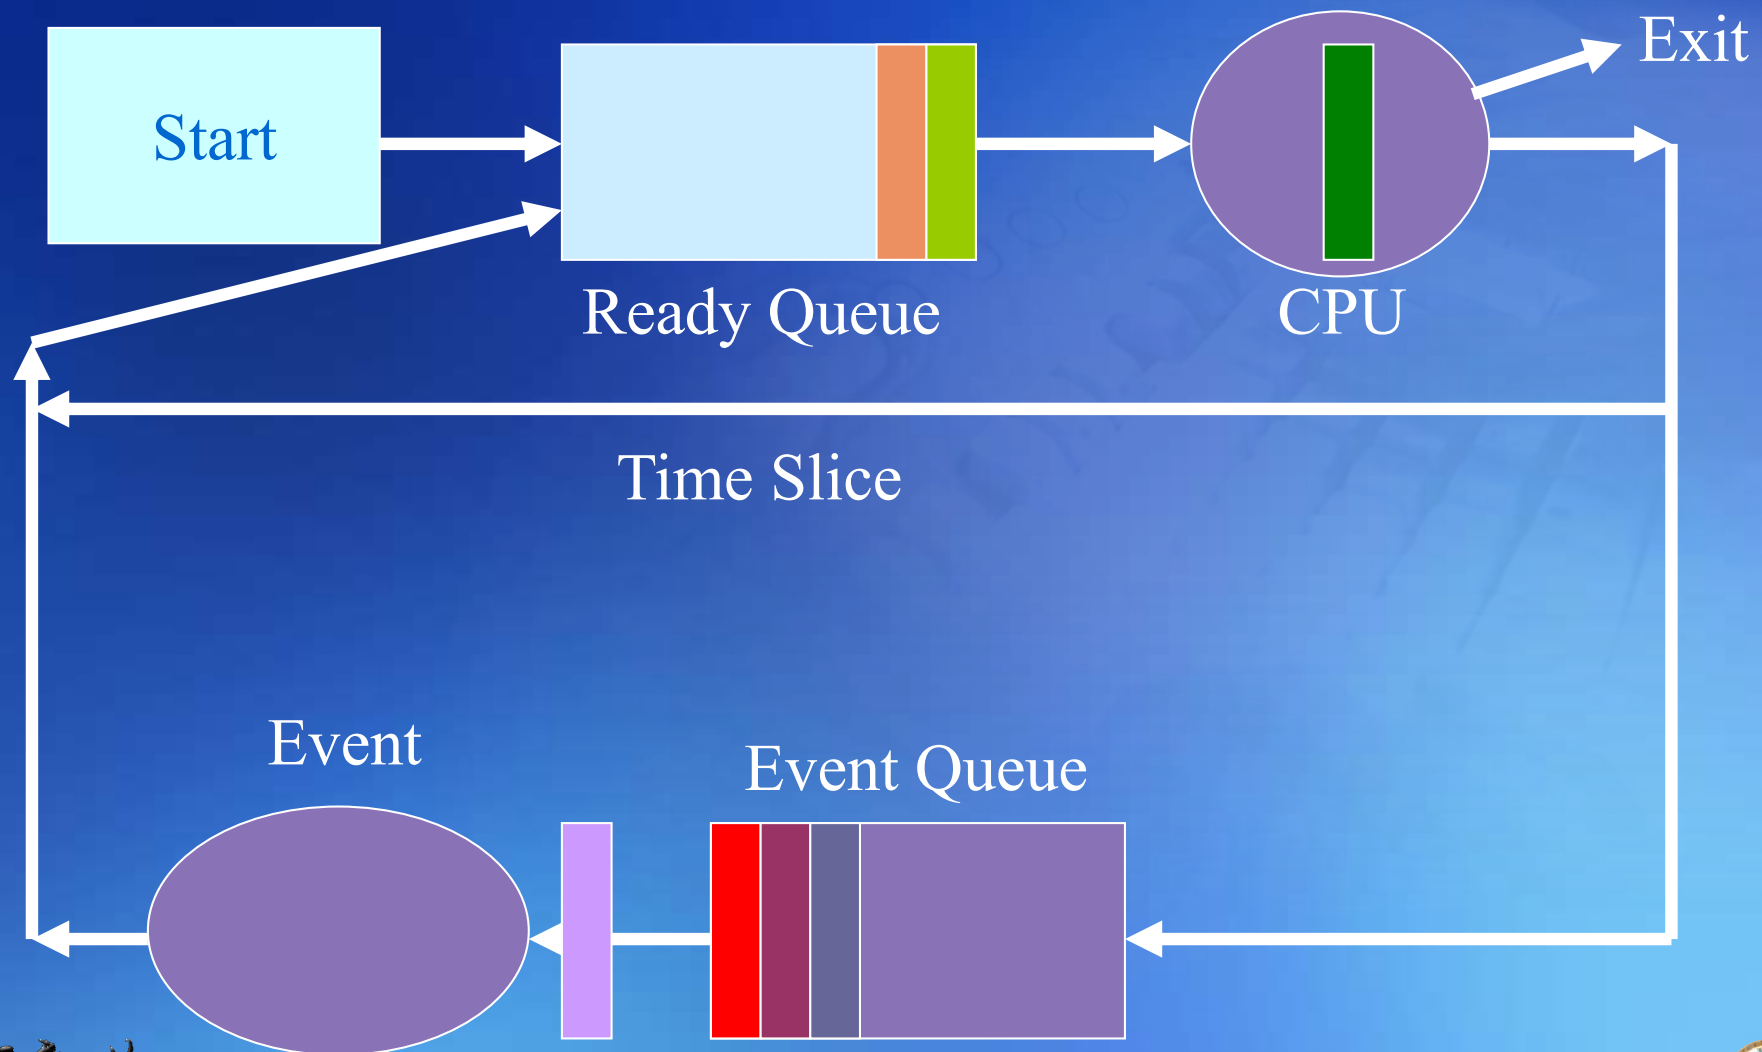 Start
Exit
Ready Queue
CPU
Time Slice
Event
Event Queue